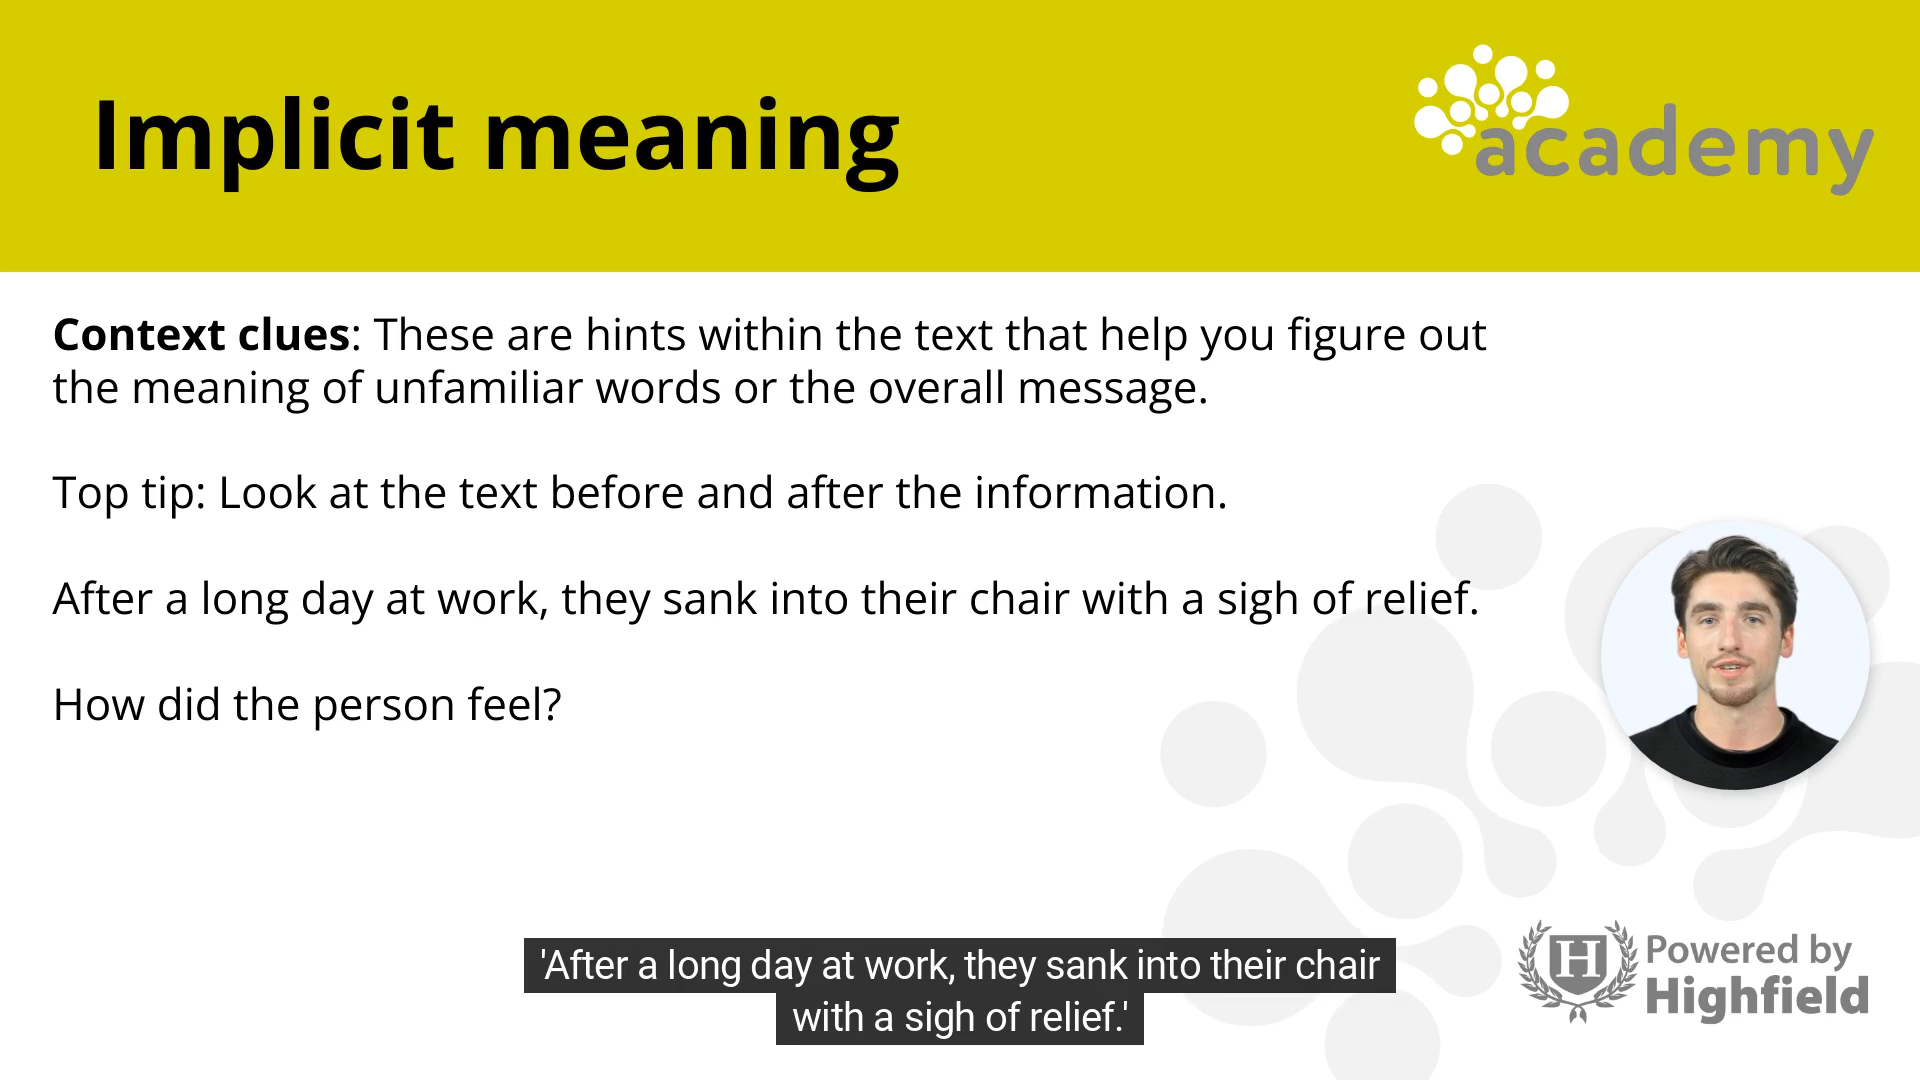 Implicit meaning
academy
Context clues: These are hints within the text that help you figure out
the meaning of unfamiliar words or the overall message.
Top tip: Look at the text before and after the information.
After a long day at work, they sank into their chair with a sigh of relief.
How did the person feel?
'After a long day at work, they sank into their chair
with a sigh of relief.'
H
Powered by
Highfield